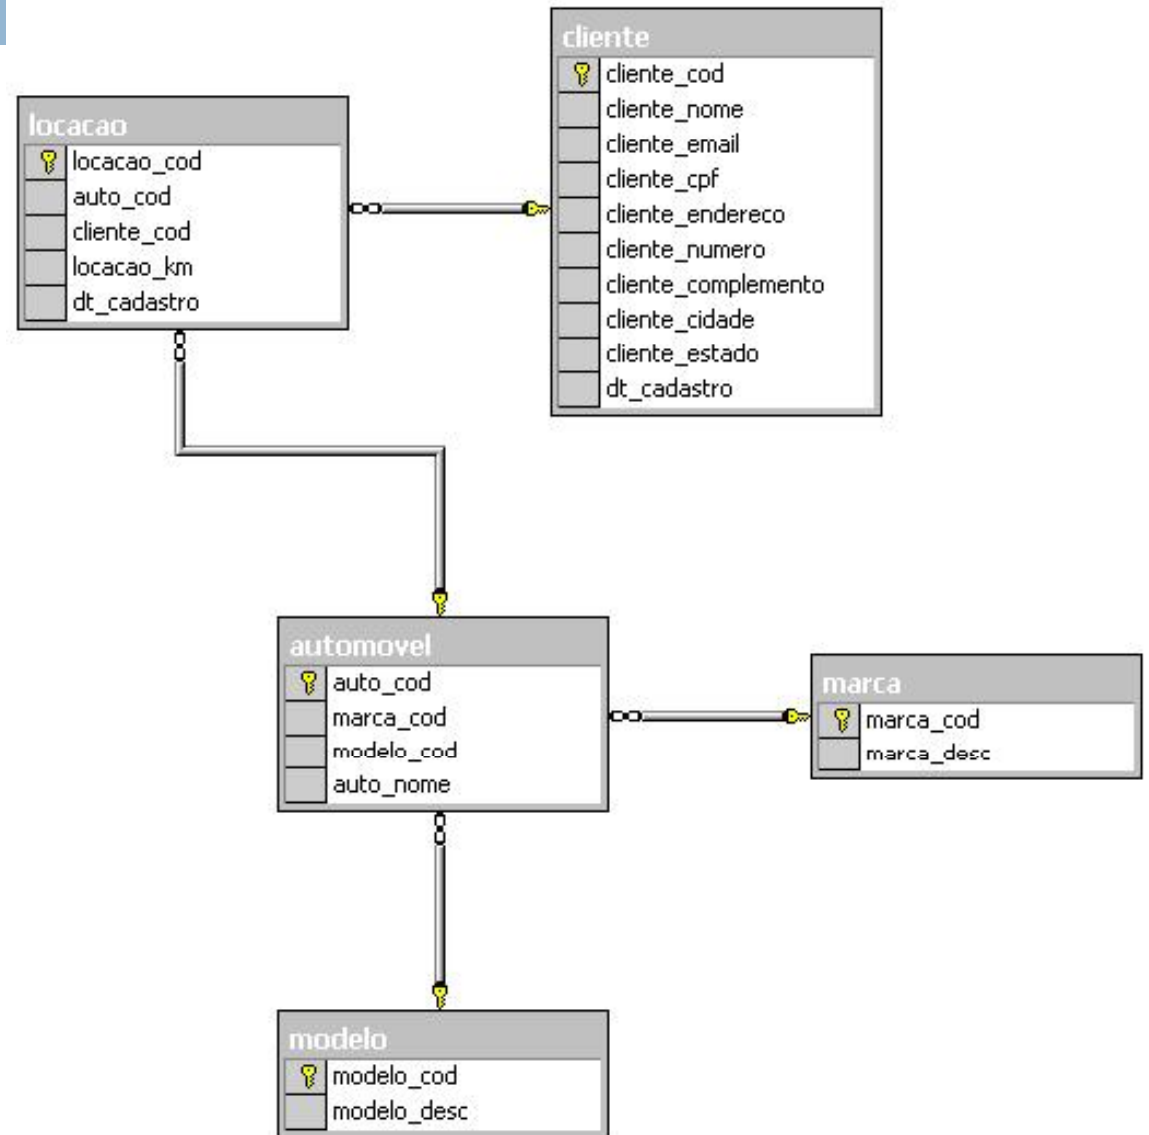 cliente
cliente_cod
cliente_nome
cliente_email
cliente_cpf
cliente_endereco
cliente_numero
cliente_complemento
cliente_cidade
cliente_estado
dt_cadastro
locacao
locacao_cod
auto_cod
cliente_cod
locacao_km
dt_cadastro
automovel
auto_cod
marca_cod
modelo_cod
auto_nome
marca
marca_cod
marca_desc
modelo
modelo_cod
modelo_desc